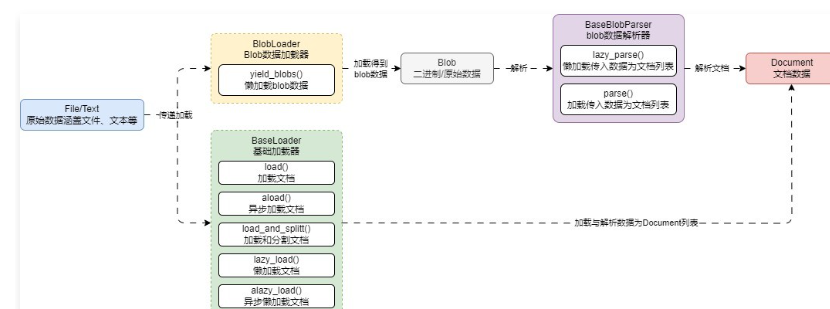 File/Text
原始数据涵盖文件、文本等
传递加载
BlobLoader
Blob数据加载器
yield_blobs()
懒加载blob数据
加载得到
blob数据
Blob
二进制/原始数据
解析
BaseBlobParser
blob数据解析器
lazy_parse()
懒加载传入数据为文档列表
parse()
加载传入数据为文档列表
解析文档
Document
文档数据
BaseLoader
基础加载器
load()
加载文档
aload()
异步加载文档
load_and_splitt()
加载和分割文档
lazy_load()
懒加载文档
alazy_load()
异步懒加载文档
加载与解析数据为Document列表